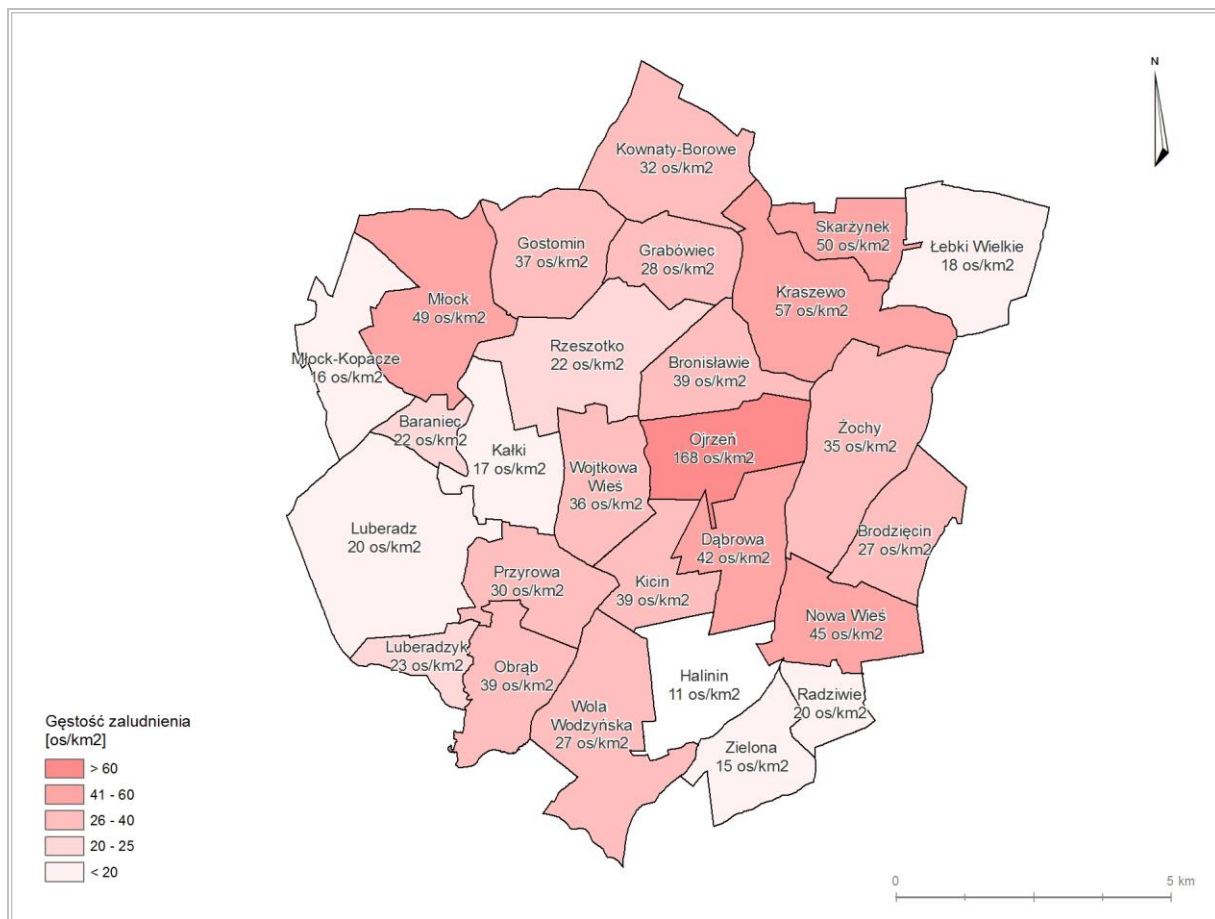 N
Kownaty-Borowe
32 os/km2
Skarżynek
50 os/km2
Łebki Wielkie
18 os/km2
Gostomin
37 os/km2
Grabówiec
28 os/km2
Kraszewo
57 os/km2
Młock
49 os/km2
Młock-Kopacze
16 os/km2
Rzeszotko
22 os/km2
Bronisławie
39 os/km2
Baraniec
22 os/km2
Kałki
17 os/km2
Wojtkowa
Wieś
36 os/km2
Ojrzeń
168 os/km2
Żochy
35 os/km2
Luberadz
20 os/km2
Dąbrowa
42 os/km2
Brodzięcin
27 os/km2
Przyrowa
30 os/km2
Kicin
39 os/km2
Nowa Wieś
45 os/km2
Luberadzyk
23 os/km2
Obrąb
39 os/km2
Halinin
11 os/km2
Radziwie
20 os/km2
Wola
Wodzyńska
27 os/km2
Zielona
15 os/km2
Gęstość zaludnienia
[os/km2]
> 60
41 - 60
26 - 40
20 - 25
< 20
0 5 km